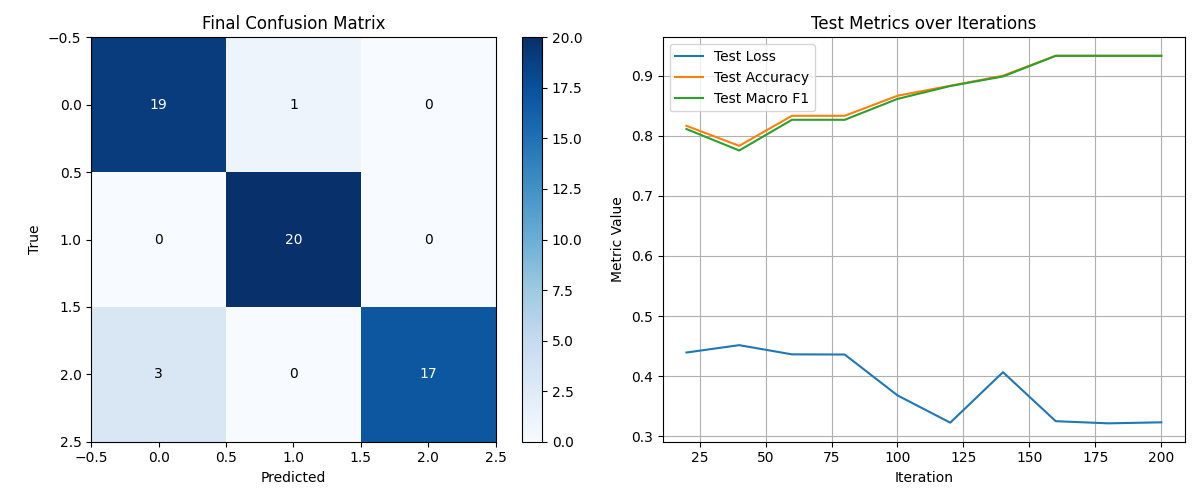 Final Confusion Matrix
−0.5
0.0
0.5
1.0
1.5
2.0
2.5
True
19 1 0
0 20 0
3 0 17
−0.5 0.0 0.5 1.0 1.5 2.0 2.5
Predicted
20.0
17.5
15.0
12.5
10.0
7.5
5.0
2.5
0.0
Test Metrics over Iterations
Test Loss
Test Accuracy
Test Macro F1
0.9
0.8
0.7
0.6
0.5
0.4
0.3
Metric Value
25 50 75 100 125 150 175 200
Iteration